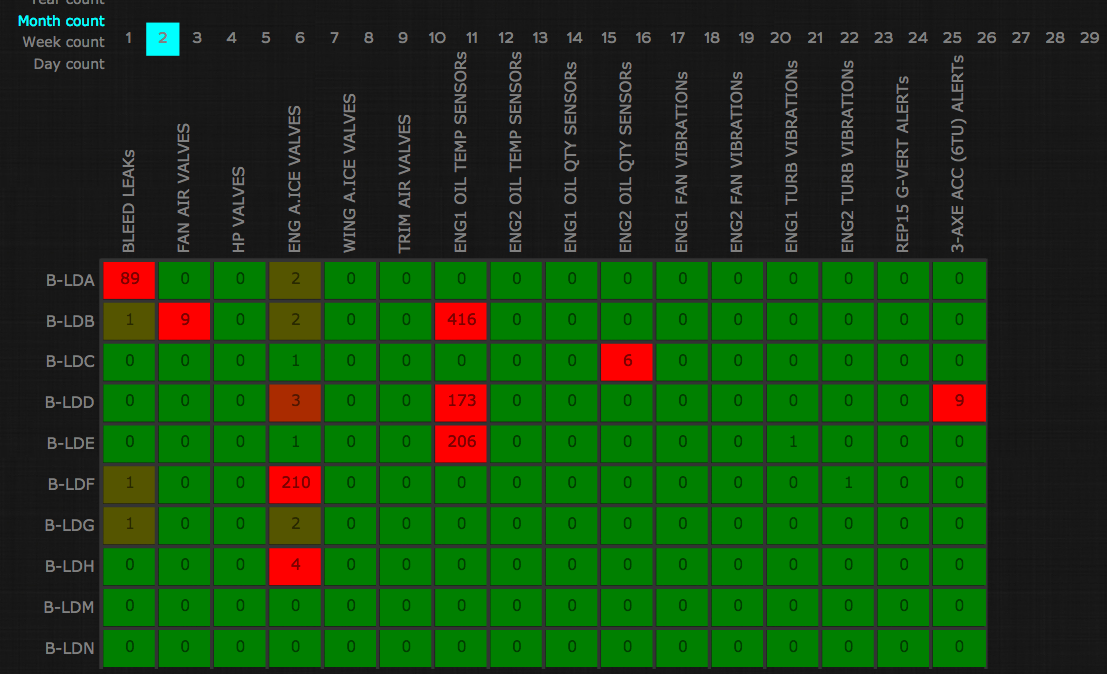 Year count
Month count
Week count
Day count
1 2 3 4 5 6 7 8 9 10 11 12 13 14 15 16 17 18 19 20 21 22 23 24 25 26 27 28 29
BLEED LEAKs
FAN AIR VALVES
HP VALVES
ENG A.ICE VALVES
WING A.ICE VALVES
TRIM AIR VALVES
ENG1 OIL TEMP SENSORs
ENG2 OIL TEMP SENSORs
ENG1 OIL QTY SENSORs
ENG2 OIL QTY SENSORs
ENG1 FAN VIBRATIONs
ENG2 FAN VIBRATIONs
ENG1 TURB VIBRATIONs
ENG2 TURB VIBRATIONs
REP15 G-VERT ALERTs
3-AXE ACC (6TU) ALERTs
B-LDA 89 0 0 2 0 0 0 0 0 0 0 0 0 0 0 0
B-LDB 1 9 0 2 0 0 416 0 0 0 0 0 0 0 0 0
B-LDC 0 0 0 1 0 0 0 0 0 6 0 0 0 0 0 0
B-LDD 0 0 0 3 0 0 173 0 0 0 0 0 0 0 0 9
B-LDE 0 0 0 1 0 0 206 0 0 0 0 0 1 0 0 0
B-LDF 1 0 0 210 0 0 0 0 0 0 0 0 0 1 0 0
B-LDG 1 0 0 2 0 0 0 0 0 0 0 0 0 0 0 0
B-LDH 0 0 0 4 0 0 0 0 0 0 0 0 0 0 0 0
B-LDM 0 0 0 0 0 0 0 0 0 0 0 0 0 0 0 0
B-LDN 0 0 0 0 0 0 0 0 0 0 0 0 0 0 0 0